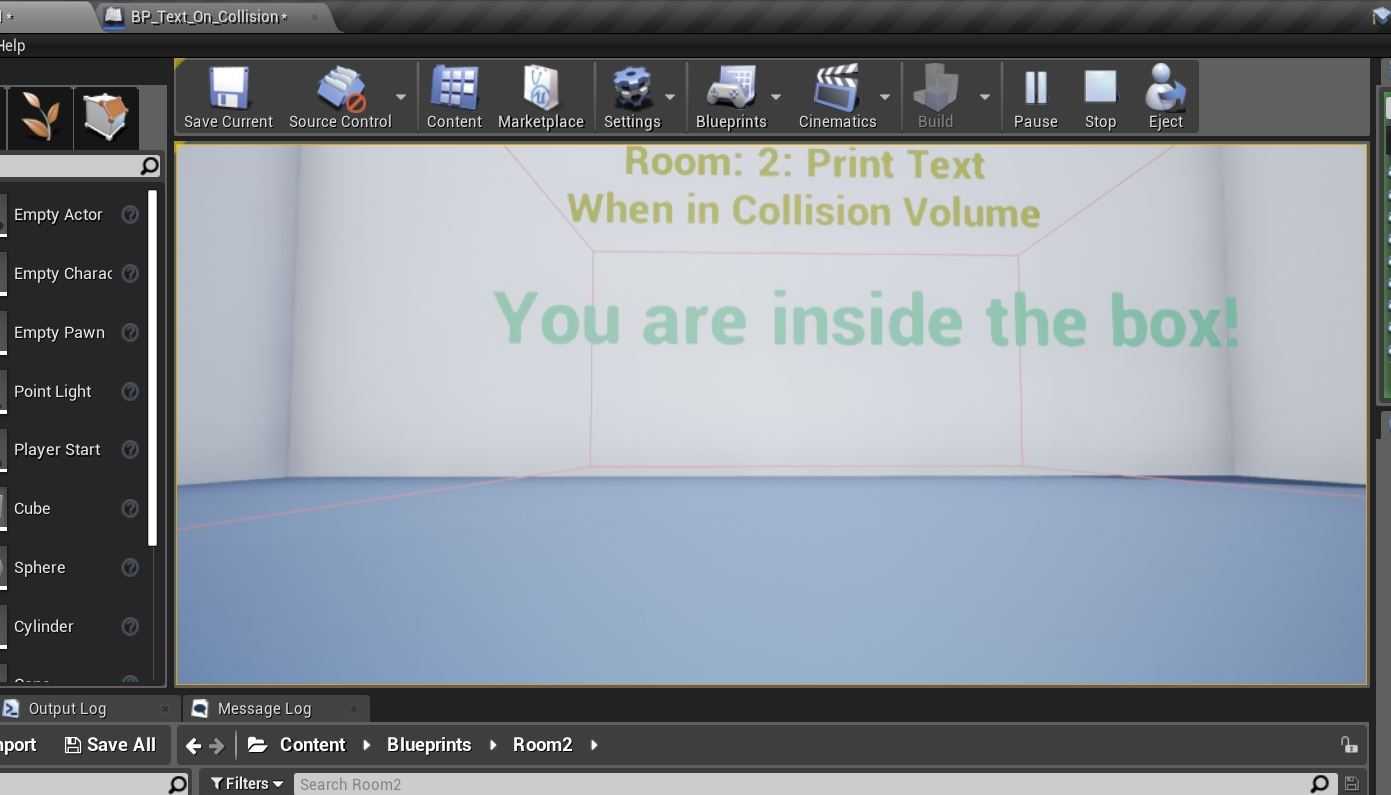 BP_Text_On_Collision*
Help
Save Current
Source Control
Content
Marketplace
Settings
Blueprints
Cinematics
Build
Pause
Stop
Eject
Empty Actor
Empty Charac
Empty Pawn
Point Light
Player Start
Cube
Sphere
Cylinder
Room: 2: Print Text
When in Collision Volume
You are inside the box!
Output Log
Message Log
port
Save All
Content
Blueprints
Room2
Filters
Search Room2